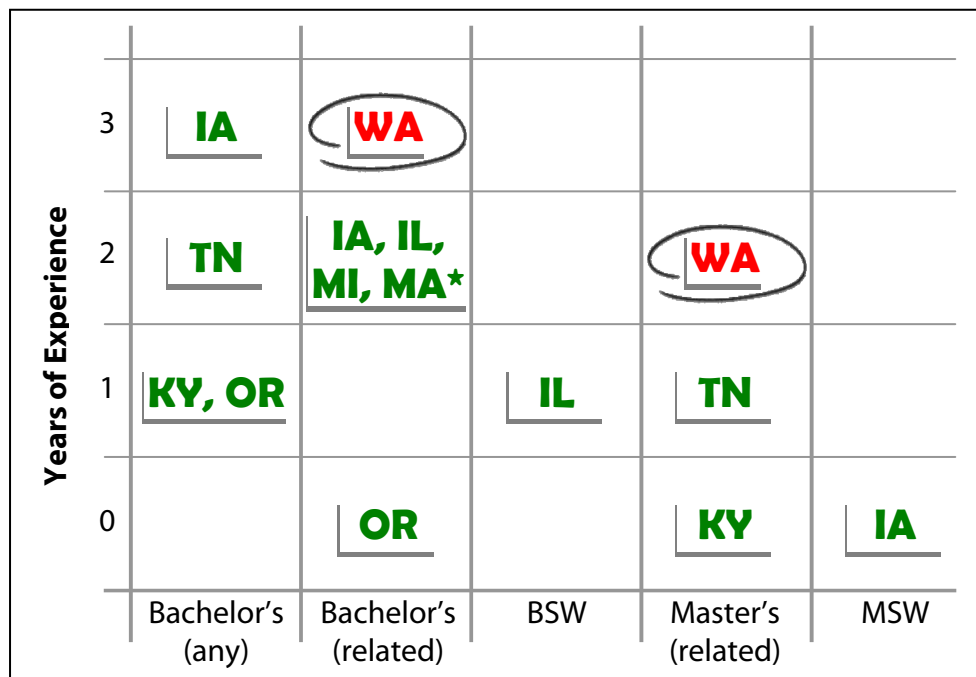 3
IA
WA
2
TN
IA, IL,
MI, MA*
WA
1
KY, OR
IL
TN
0
OR
KY
IA
Years of Experience
Bachelor's
(any)
Bachelor's
(related)
BSW
Master's
(related)
MSW